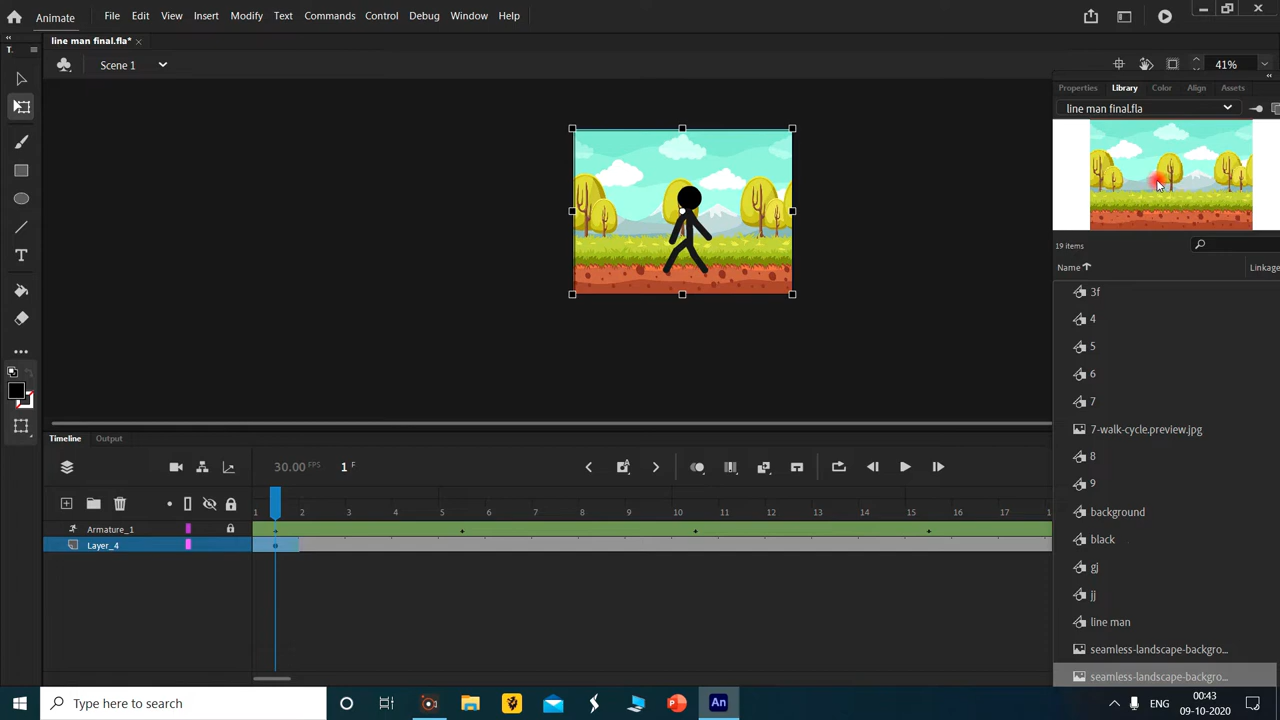 Animate File Edit View Insert Modify Text Commands Control Debug Window Help
line man final.fla*
Scene 1 41%
T.
Properties Library Color Align Assets
line man final.fla
19 items
Name Linkage
3f
4
5
6
7
7-walk-cycle.preview.jpg
8
9
background
black
gj
jj
line man
seamless-landscape-backgro...
seamless-landscape-backgro...
Timeline Output
30.00 FPS 1 F
1 2 3 4 5 6 7 8 9 10 11 12 13 14 15 16 17 1
Armature_1
Layer_4
Type here to search
An
ENG
00:43
09-10-2020